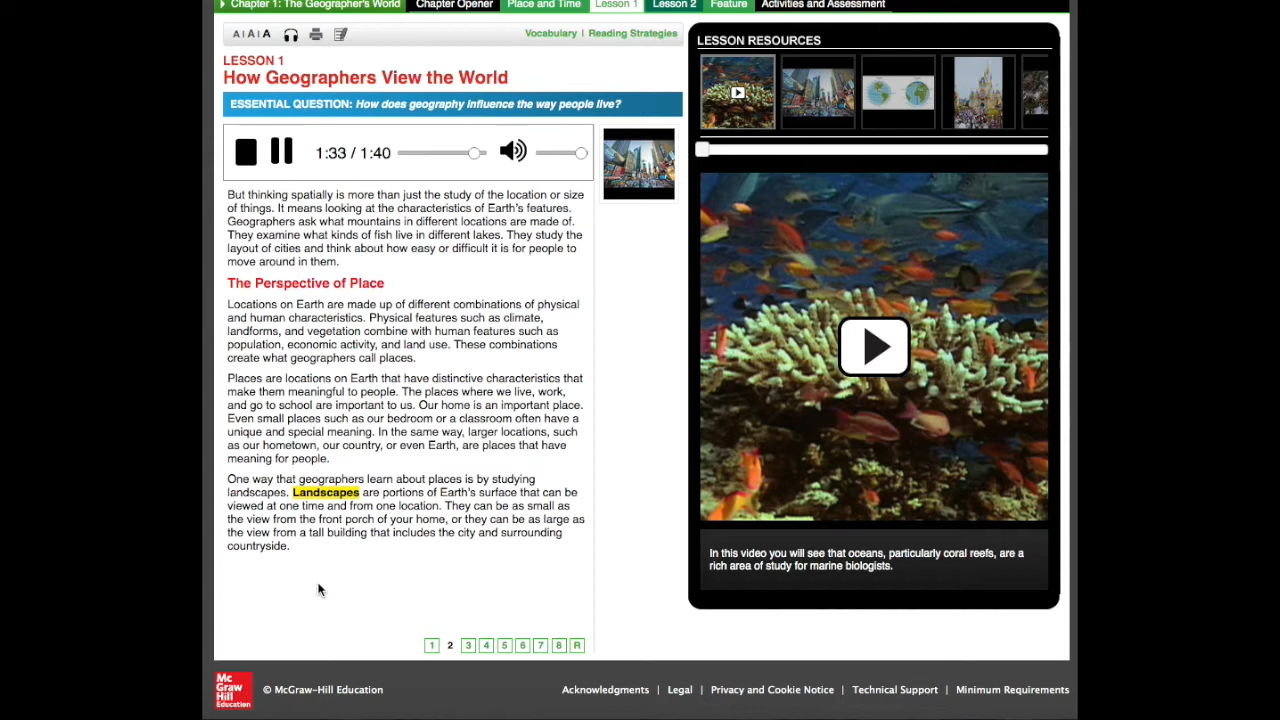 Chapter 1: The Geographer's World Chapter Opener Place and Time Lesson 1 Lesson 2 Feature Activities and Assessment
A | A | A
Vocabulary | Reading Strategies
LESSON 1
How Geographers View the World
ESSENTIAL QUESTION: How does geography influence the way people live?
1:33 / 1:40
But thinking spatially is more than just the study of the location or size
of things. It means looking at the characteristics of Earth's features.
Geographers ask what mountains in different locations are made of.
They examine what kinds of fish live in different lakes. They study the
layout of cities and think about how easy or difficult it is for people to
move around in them.
The Perspective of Place
Locations on Earth are made up of different combinations of physical
and human characteristics. Physical features such as climate,
landforms, and vegetation combine with human features such as
population, economic activity, and land use. These combinations
create what geographers call places.
Places are locations on Earth that have distinctive characteristics that
make them meaningful to people. The places where we live, work,
and go to school are important to us. Our home is an important place.
Even small places such as our bedroom or a classroom often have a
unique and special meaning. In the same way, larger locations, such
as our hometown, our country, or even Earth, are places that have
meaning for people.
One way that geographers learn about places is by studying
landscapes. Landscapes are portions of Earth's surface that can be
viewed at one time and from one location. They can be as small as
the view from the front porch of your home, or they can be as large as
the view from a tall building that includes the city and surrounding
countryside.
1 2 3 4 5 6 7 8 R
LESSON RESOURCES
In this video you will see that oceans, particularly coral reefs, are a
rich area of study for marine biologists.
Mc
Graw
Hill
Education
© McGraw-Hill Education
Acknowledgments | Legal | Privacy and Cookie Notice | Technical Support | Minimum Requirements